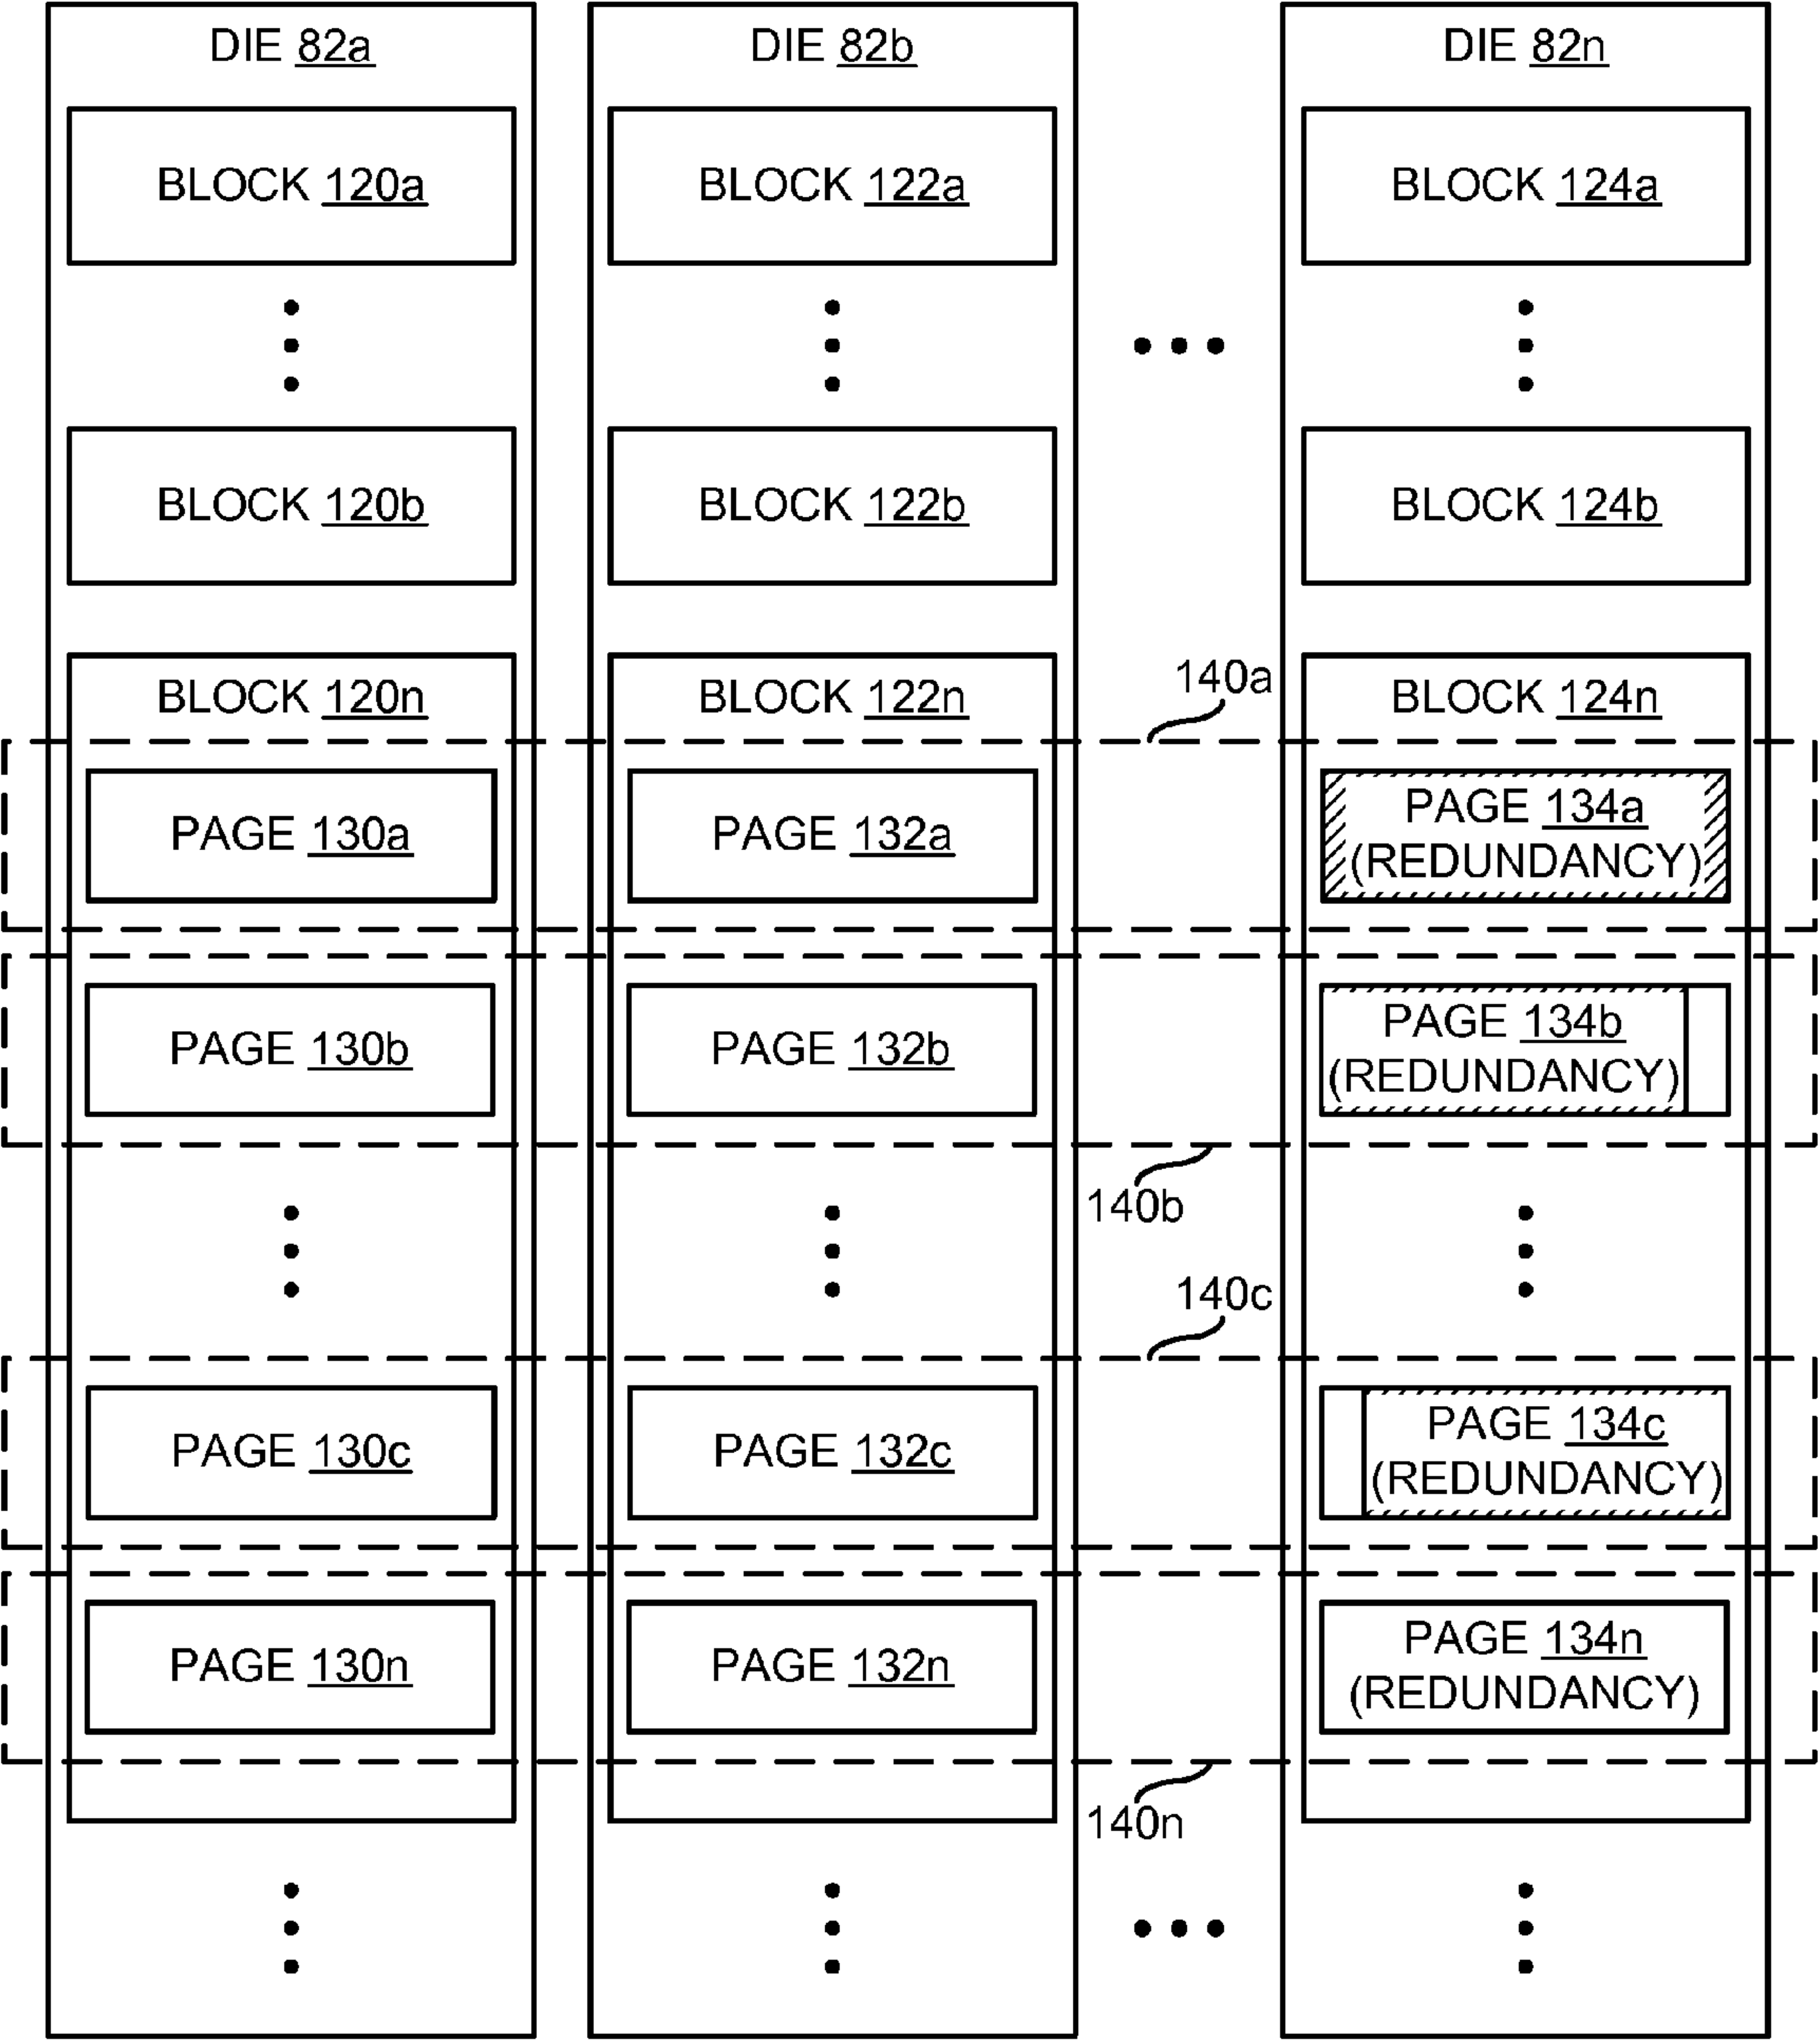 DIE 82a
DIE 82b
DIE 82n
BLOCK 120a
BLOCK 122a
BLOCK 124a
BLOCK 120b
BLOCK 122b
BLOCK 124b
140a
BLOCK 120n
BLOCK 122n
BLOCK 124n
PAGE 130a
PAGE 132a
PAGE 134a
(REDUNDANCY)
PAGE 130b
PAGE 132b
PAGE 134b
(REDUNDANCY)
140b
140c
PAGE 130c
PAGE 132c
PAGE 134c
(REDUNDANCY)
PAGE 130n
PAGE 132n
PAGE 134n
(REDUNDANCY)
140n